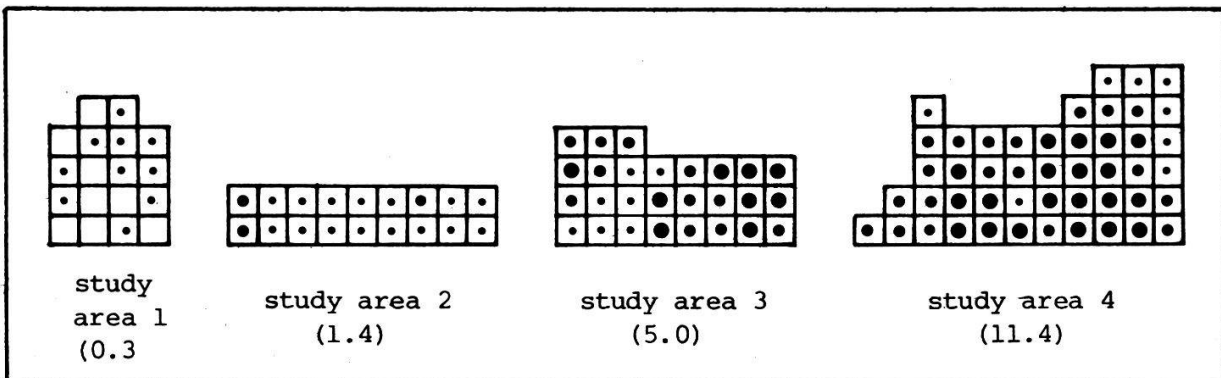 study
area 1
(0.3
study area 2
(1.4)
study area 3
(5.0)
study area 4
(11.4)